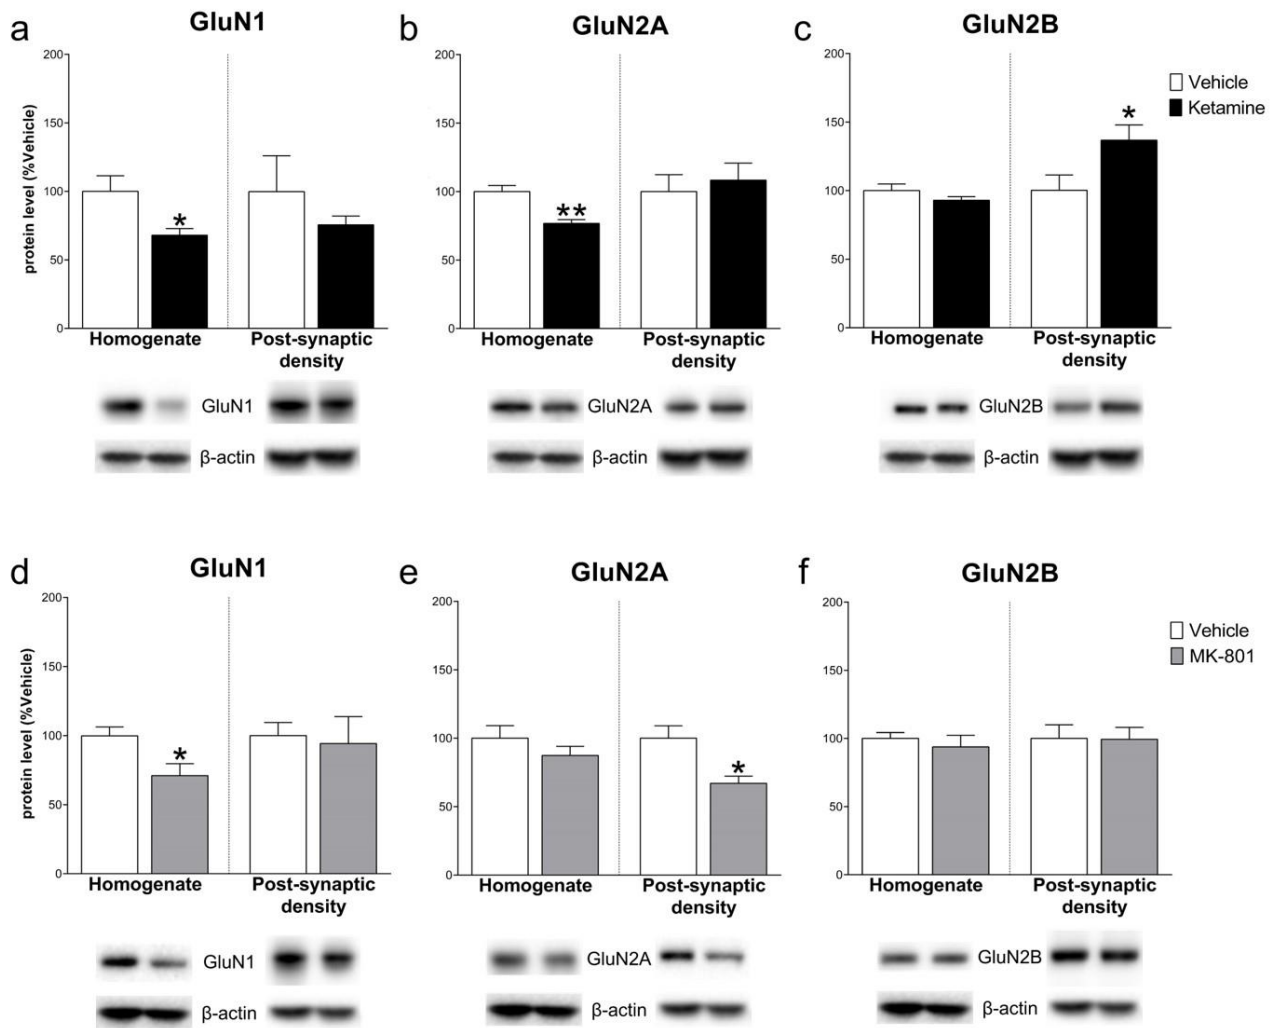 a
GluN1
b
GluN2A
c
GluN2B
200
150
100
50
0
protein level (%Vehicle)
*
Homogenate
Post-synaptic
density
200
150
100
50
0
**
Homogenate
Post-synaptic
density
200
150
100
50
0
*
Homogenate
Post-synaptic
density
Vehicle
Ketamine
GluN1
β-actin
GluN2A
β-actin
GluN2B
β-actin
d
GluN1
e
GluN2A
f
GluN2B
200
150
100
50
0
protein level (%Vehicle)
*
Homogenate
Post-synaptic
density
200
150
100
50
0
*
Homogenate
Post-synaptic
density
200
150
100
50
0
Homogenate
Post-synaptic
density
Vehicle
MK-801
GluN1
β-actin
GluN2A
β-actin
GluN2B
β-actin